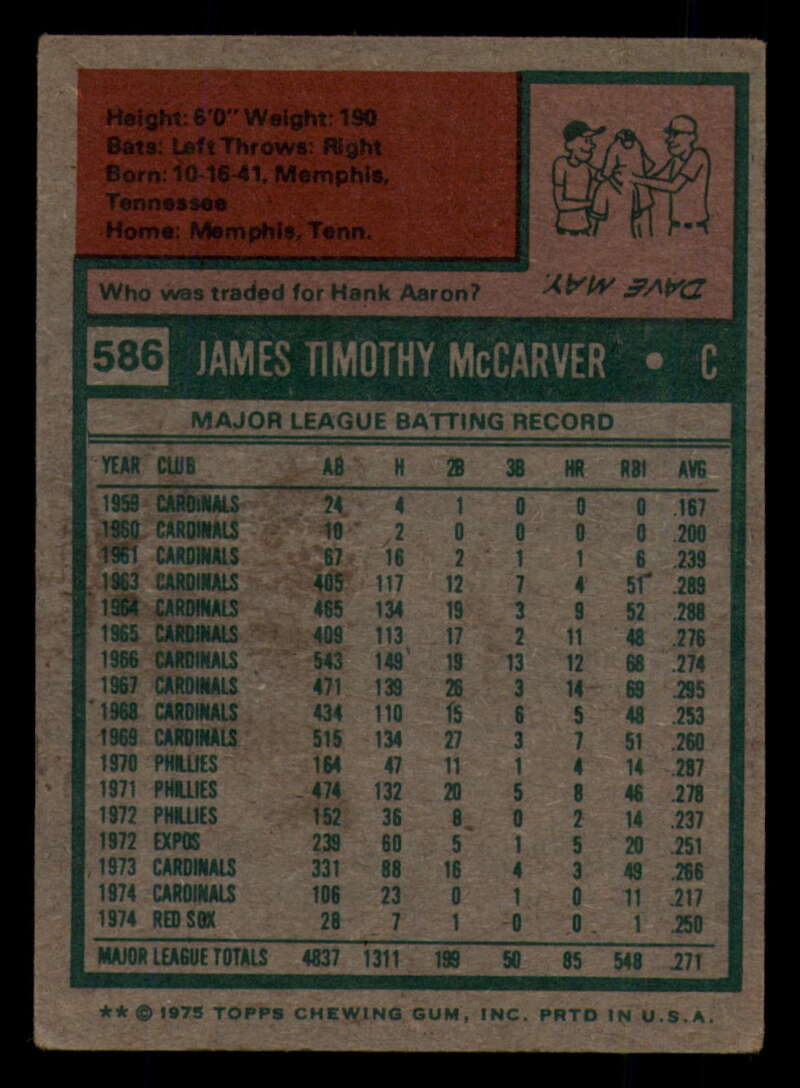 Height: 6'0" Weight: 190
Bats: Left Throws: Right
Born: 10-16-41, Memphis,
Tennessee
Home: Memphis, Tenn.
Who was traded for Hank Aaron?
DAVE MAY.
586 JAMES TIMOTHY McCARVER • C
MAJOR LEAGUE BATTING RECORD
YEAR CLUB AB H 2B 3B HR RBI AVG
1959 CARDINALS 24 4 1 0 0 0 .167
1960 CARDINALS 10 2 0 0 0 0 .200
1961 CARDINALS 67 16 2 1 1 6 .239
1963 CARDINALS 405 117 12 7 4 51 .289
1964 CARDINALS 465 134 19 3 9 52 .288
1965 CARDINALS 409 113 17 2 11 48 .276
1966 CARDINALS 543 149 19 13 12 68 .274
1967 CARDINALS 471 139 26 3 14 69 .295
1968 CARDINALS 434 110 15 6 5 48 .253
1969 CARDINALS 515 134 27 3 7 51 .260
1970 PHILLIES 164 47 11 1 4 14 .287
1971 PHILLIES 474 132 20 5 8 46 .278
1972 PHILLIES 152 36 8 0 2 14 .237
1972 EXPOS 239 60 5 1 5 20 .251
1973 CARDINALS 331 88 16 4 3 49 .266
1974 CARDINALS 106 23 0 1 0 11 .217
1974 RED SOX 28 7 1 0 0 1 .250
MAJOR LEAGUE TOTALS 4837 1311 199 50 85 548 .271
** © 1975 TOPPS CHEWING GUM, INC. PRTD IN U.S.A.